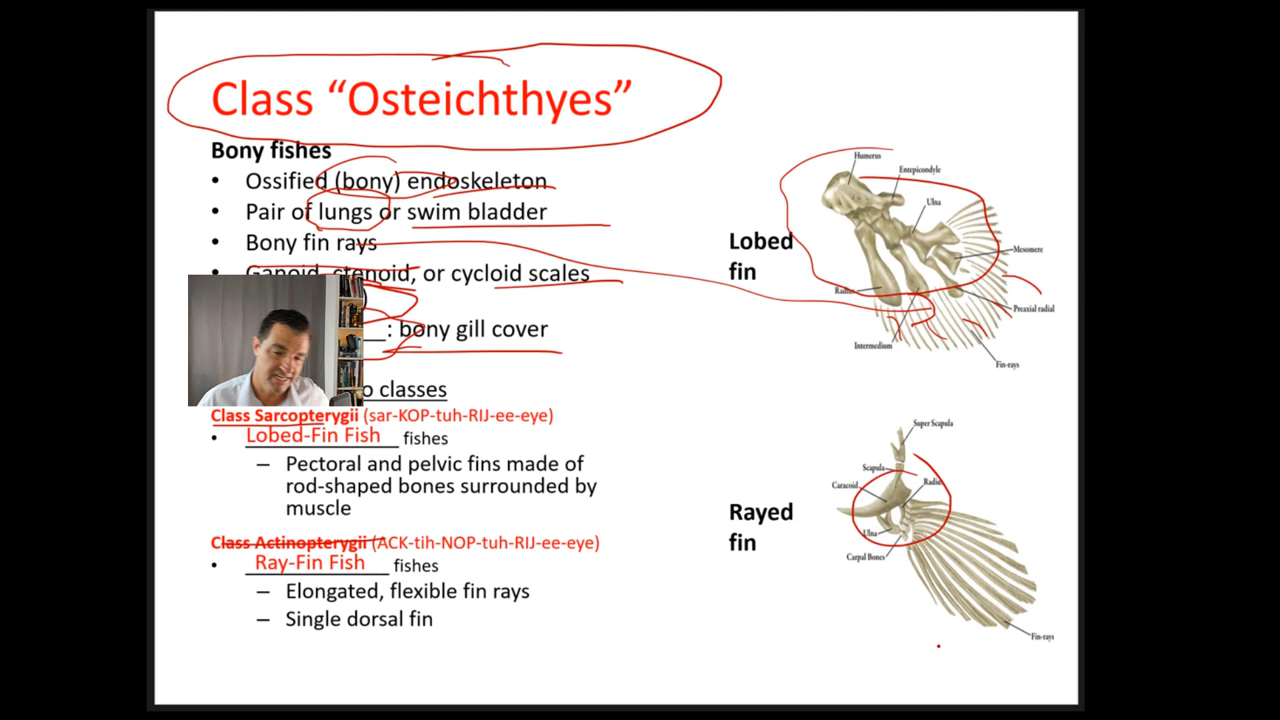 Class “Osteichthyes”
Bony fishes
• Ossified (bony) endoskeleton
• Pair of lungs or swim bladder
• Bony fin rays
• Ganoid, ctenoid, or cycloid scales
)
__: bony gill cover
o classes
Class Sarcopterygii (sar-KOP-tuh-RIJ-ee-eye)
• Lobed-Fin Fish fishes
– Pectoral and pelvic fins made of
rod-shaped bones surrounded by
muscle
Class Actinopterygii (ACK-tih-NOP-tuh-RIJ-ee-eye)
• Ray-Fin Fish fishes
– Elongated, flexible fin rays
– Single dorsal fin
Lobed
fin
Humerus
Entepicondyle
Ulna
Mesomere
Radius
Preaxial radial
Intermedium
Fin-rays
Rayed
fin
Super Scapula
Scapula
Caracoid
Radius
Ulna
Carpal Bones
Fin-rays